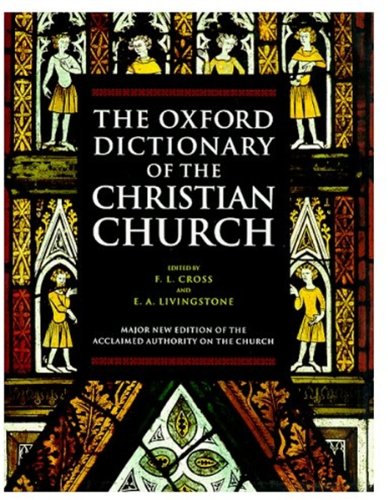 THE OXFORD
DICTIONARY
OF THE
CHRISTIAN
CHURCH
EDITED BY
F. L. CROSS
AND
E. A. LIVINGSTONE
MAJOR NEW EDITION OF THE
ACCLAIMED AUTHORITY ON THE CHURCH